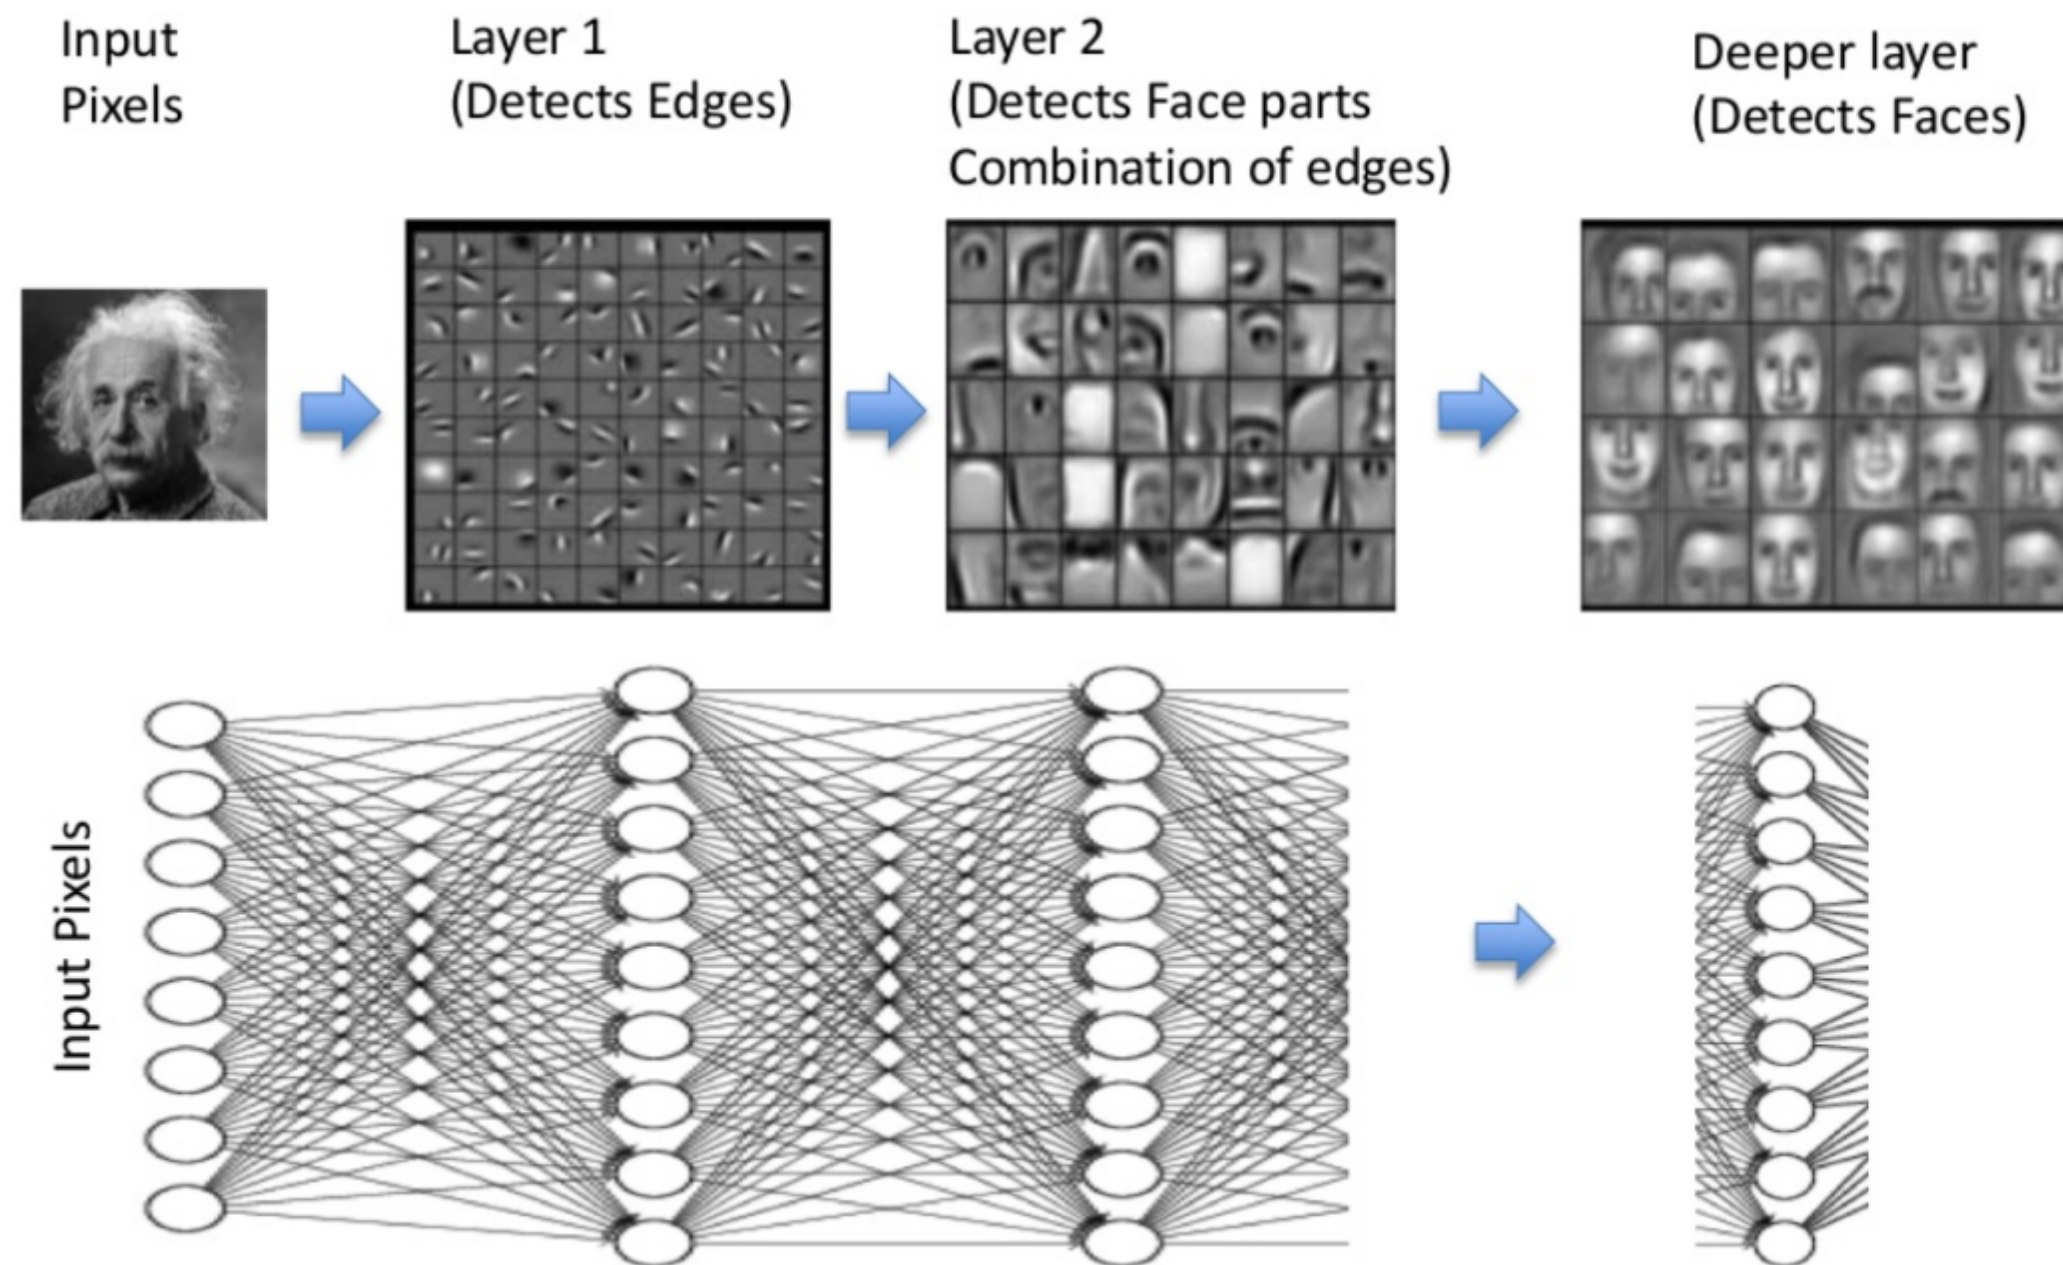 Input
Pixels
Layer 1
(Detects Edges)
Layer 2
(Detects Face parts
Combination of edges)
Deeper layer
(Detects Faces)
Input Pixels